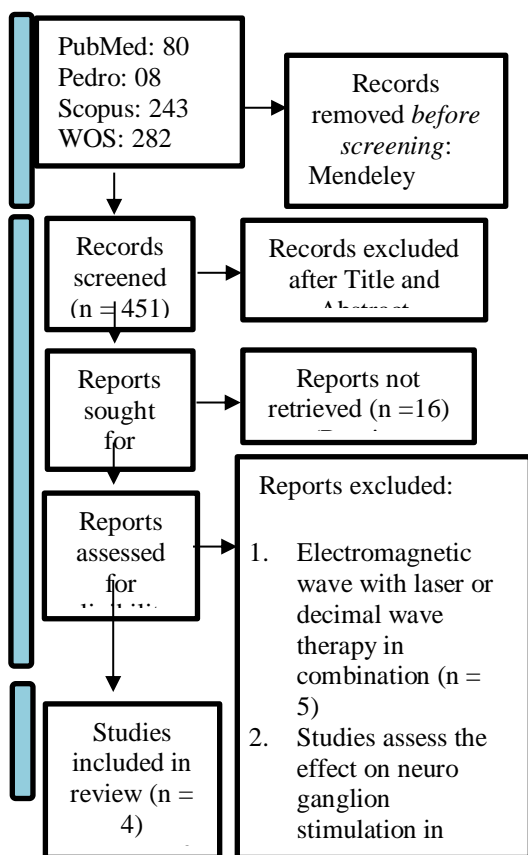 PubMed: 80
Pedro: 08
Scopus: 243
WOS: 282
Records
removed before
screening:
Mendeley
Records
screened
(n = 451)
Records excluded
after Title and
Abstract
Reports
sought
for
Reports not
retrieved (n =16)
Reports
assessed
for
Reports excluded:
1. Electromagnetic
wave with laser or
decimal wave
therapy in
combination (n =
5)
2. Studies assess the
effect on neuro
ganglion
stimulation in
Studies
included in
review (n =
4)